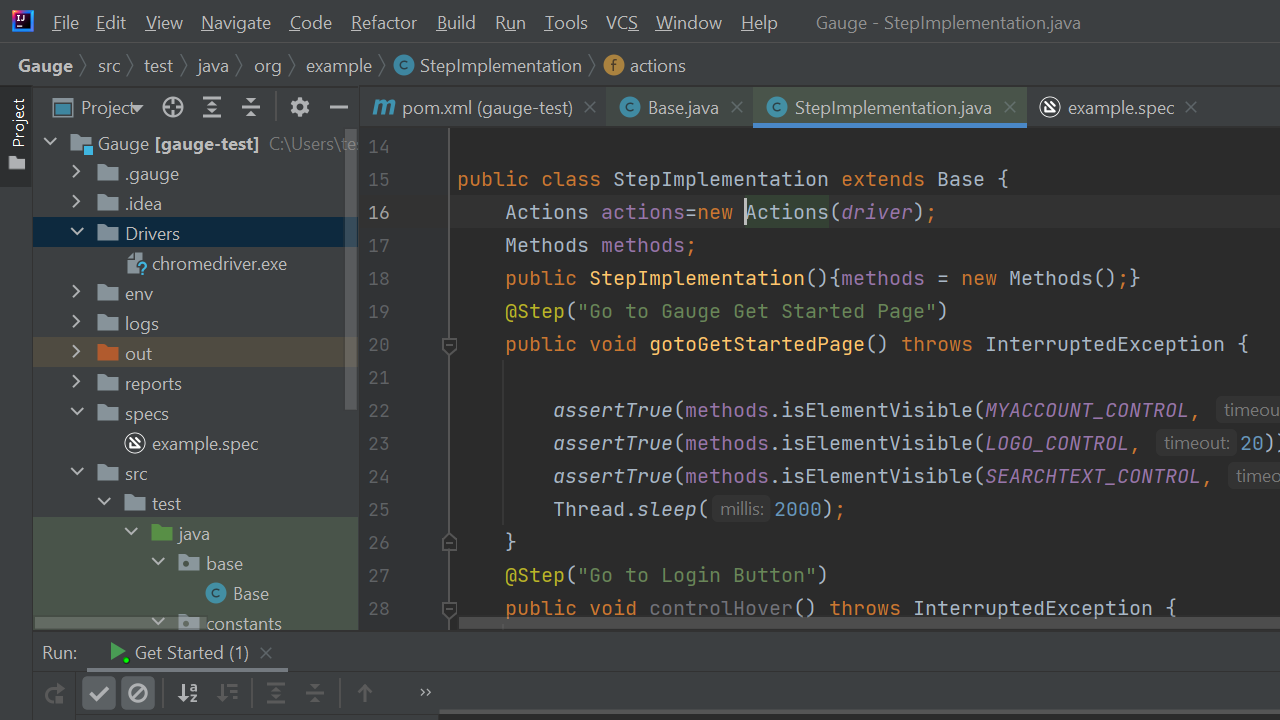 File Edit View Navigate Code Refactor Build Run Tools VCS Window Help Gauge - StepImplementation.java
Gauge src test java org example StepImplementation actions
Project
Project
pom.xml (gauge-test) Base.java StepImplementation.java example.spec
Gauge [gauge-test] C:\Users\te
.gauge
.idea
Drivers
chromedriver.exe
env
logs
out
reports
specs
example.spec
src
test
java
base
Base
constants
14
15 public class StepImplementation extends Base {
16 Actions actions=new Actions(driver);
17 Methods methods;
18 public StepImplementation(){methods = new Methods();}
19 @Step("Go to Gauge Get Started Page")
20 public void gotoGetStartedPage() throws InterruptedException {
21
22 assertTrue(methods.isElementVisible(MYACCOUNT_CONTROL, timeou
23 assertTrue(methods.isElementVisible(LOGO_CONTROL, timeout: 20))
24 assertTrue(methods.isElementVisible(SEARCHTEXT_CONTROL, timeo
25 Thread.sleep( millis: 2000);
26 }
27 @Step("Go to Login Button")
28 public void controlHover() throws InterruptedException {
Run: Get Started (1)